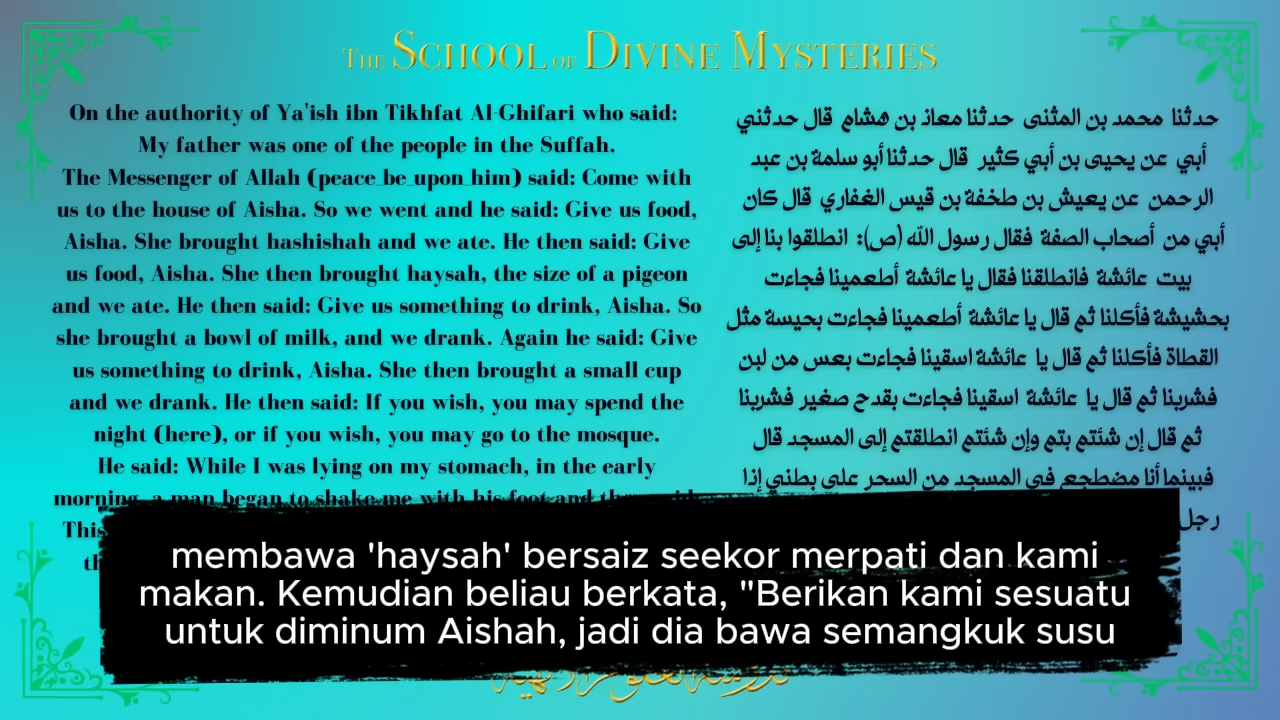 THE SCHOOL OF DIVINE MYSTERIES
On the authority of Ya'ish ibn Tikhfat Al-Ghifari who said:
My father was one of the people in the Suffah.
The Messenger of Allah (peace_be_upon_him) said: Come with
us to the house of Aisha. So we went and he said: Give us food,
Aisha. She brought hashishah and we ate. He then said: Give
us food, Aisha. She then brought haysah, the size of a pigeon
and we ate. He then said: Give us something to drink, Aisha. So
she brought a bowl of milk, and we drank. Again he said: Give
us something to drink, Aisha. She then brought a small cup
and we drank. He then said: If you wish, you may spend the
night (here), or if you wish, you may go to the mosque.
He said: While I was lying on my stomach, in the early
morning, a man began to shake me with his foot and
This
حدثنا محمد بن المثنى حدثنا معاذ بن هشام قال حدثني
أبي عن يحيى بن أبي كثير قال حدثنا أبو سلمة بن عبد
الرحمن عن يعيش بن طخفة بن قيس الغفاري قال كان
أبي من أصحاب الصفة فقال رسول الله (ص): انطلقوا بنا إلى
بيت عائشة فانطلقنا فقال يا عائشة أطعمينا فجاءت
بحشيشة فأكلنا ثم قال يا عائشة أطعمينا فجاءت بحيسة مثل
القطاة فأكلنا ثم قال يا عائشة اسقينا فجاءت بعس من لبن
فشربنا ثم قال يا عائشة اسقينا فجاءت بقدح صغير فشربنا
ثم قال إن شئتم بتم وإن شئتم انطلقتم إلى المسجد قال
فبينما أنا مضطجع في المسجد من السحر على بطني إذا
رجل
membawa 'haysah' bersaiz seekor merpati dan kami
makan. Kemudian beliau berkata, "Berikan kami sesuatu
untuk diminum Aishah, jadi dia bawa semangkuk susu